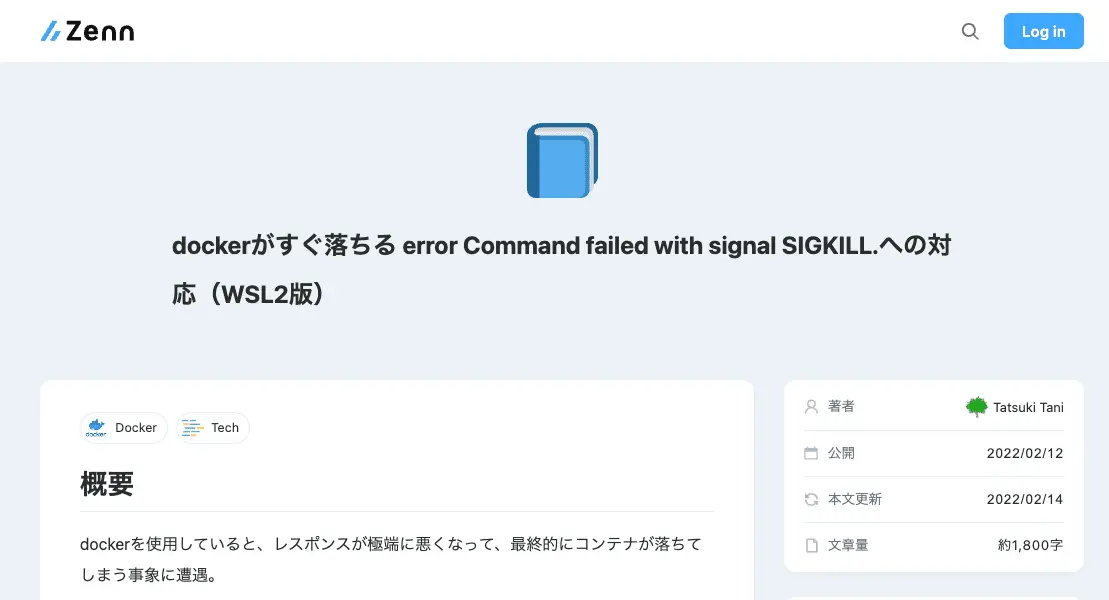 Zenn
Log in
dockerがすぐ落ちる error Command failed with signal SIGKILL.への対
応（WSL2版）
docker
Docker
Tech
概要
dockerを使用していると、レスポンスが極端に悪くなって、最終的にコンテナが落ちて
しまう事象に遭遇。
著者 Tatsuki Tani
公開 2022/02/12
本文更新 2022/02/14
文章量 約1,800字